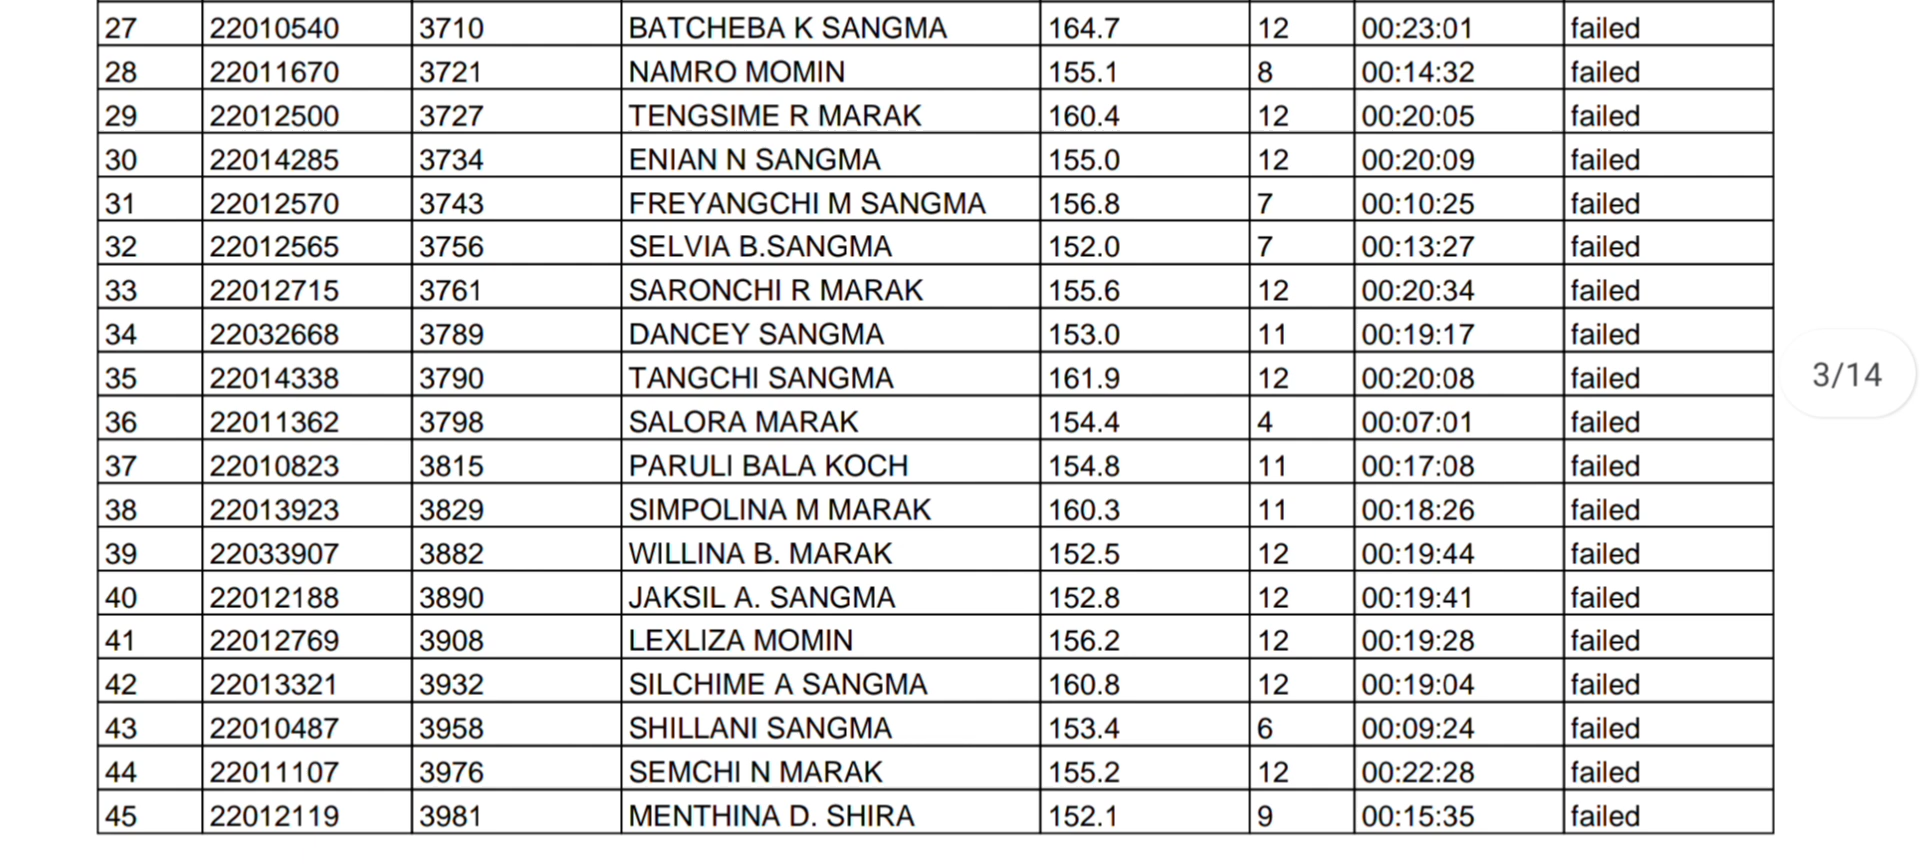 27 22010540 3710 BATCHEBA K SANGMA 164.7 12 00:23:01 failed
28 22011670 3721 NAMRO MOMIN 155.1 8 00:14:32 failed
29 22012500 3727 TENGSIME R MARAK 160.4 12 00:20:05 failed
30 22014285 3734 ENIAN N SANGMA 155.0 12 00:20:09 failed
31 22012570 3743 FREYANGCHI M SANGMA 156.8 7 00:10:25 failed
32 22012565 3756 SELVIA B.SANGMA 152.0 7 00:13:27 failed
33 22012715 3761 SARONCHI R MARAK 155.6 12 00:20:34 failed
34 22032668 3789 DANCEY SANGMA 153.0 11 00:19:17 failed
35 22014338 3790 TANGCHI SANGMA 161.9 12 00:20:08 failed
3/14
36 22011362 3798 SALORA MARAK 154.4 4 00:07:01 failed
37 22010823 3815 PARULI BALA KOCH 154.8 11 00:17:08 failed
38 22013923 3829 SIMPOLINA M MARAK 160.3 11 00:18:26 failed
39 22033907 3882 WILLINA B. MARAK 152.5 12 00:19:44 failed
40 22012188 3890 JAKSIL A. SANGMA 152.8 12 00:19:41 failed
41 22012769 3908 LEXLIZA MOMIN 156.2 12 00:19:28 failed
42 22013321 3932 SILCHIME A SANGMA 160.8 12 00:19:04 failed
43 22010487 3958 SHILLANI SANGMA 153.4 6 00:09:24 failed
44 22011107 3976 SEMCHI N MARAK 155.2 12 00:22:28 failed
45 22012119 3981 MENTHINA D. SHIRA 152.1 9 00:15:35 failed